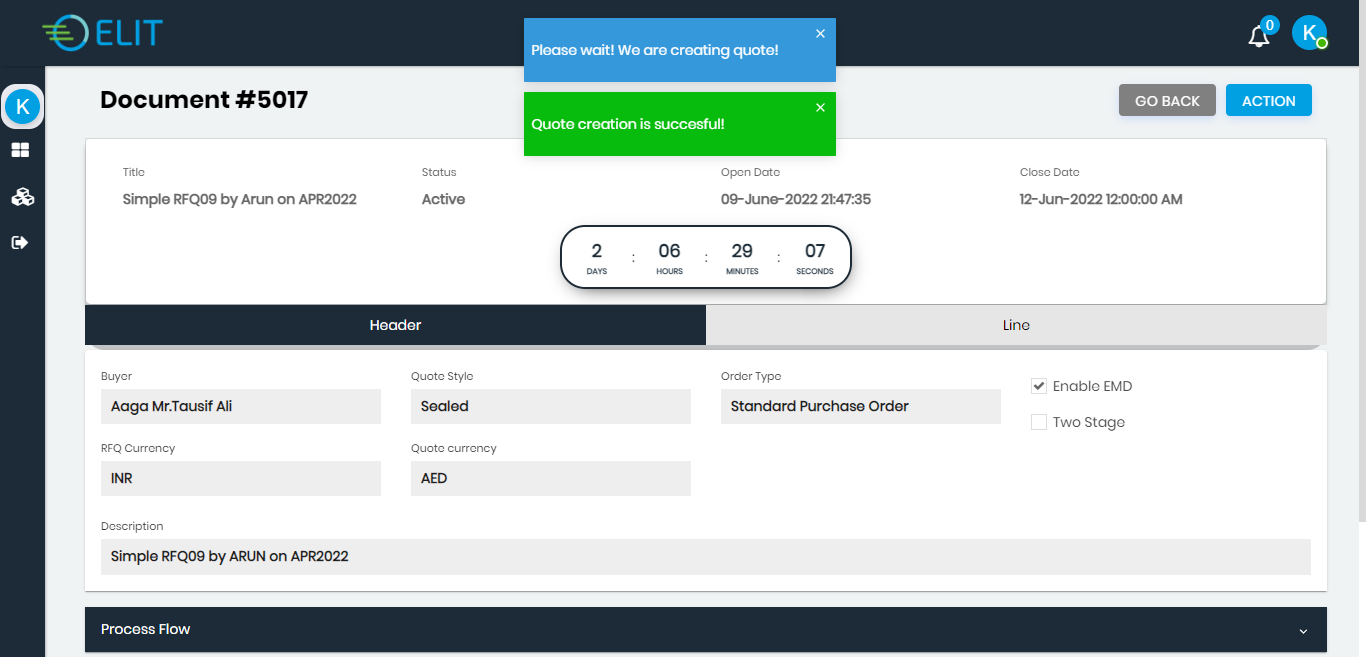 ELIT
Please wait! We are creating quote!
0
K
K
Document #5017
Quote creation is succesful!
GO BACK
ACTION
Title
Status
Open Date
Close Date
Simple RFQ09 by Arun on APR2022
Active
09-June-2022 21:47:35
12-Jun-2022 12:00:00 AM
2 : 06 : 29 : 07
DAYS HOURS MINUTES SECONDS
Header
Line
Buyer
Quote Style
Order Type
Aaga Mr.Tausif Ali
Sealed
Standard Purchase Order
Enable EMD
Two Stage
RFQ Currency
Quote currency
INR
AED
Description
Simple RFQ09 by ARUN on APR2022
Process Flow